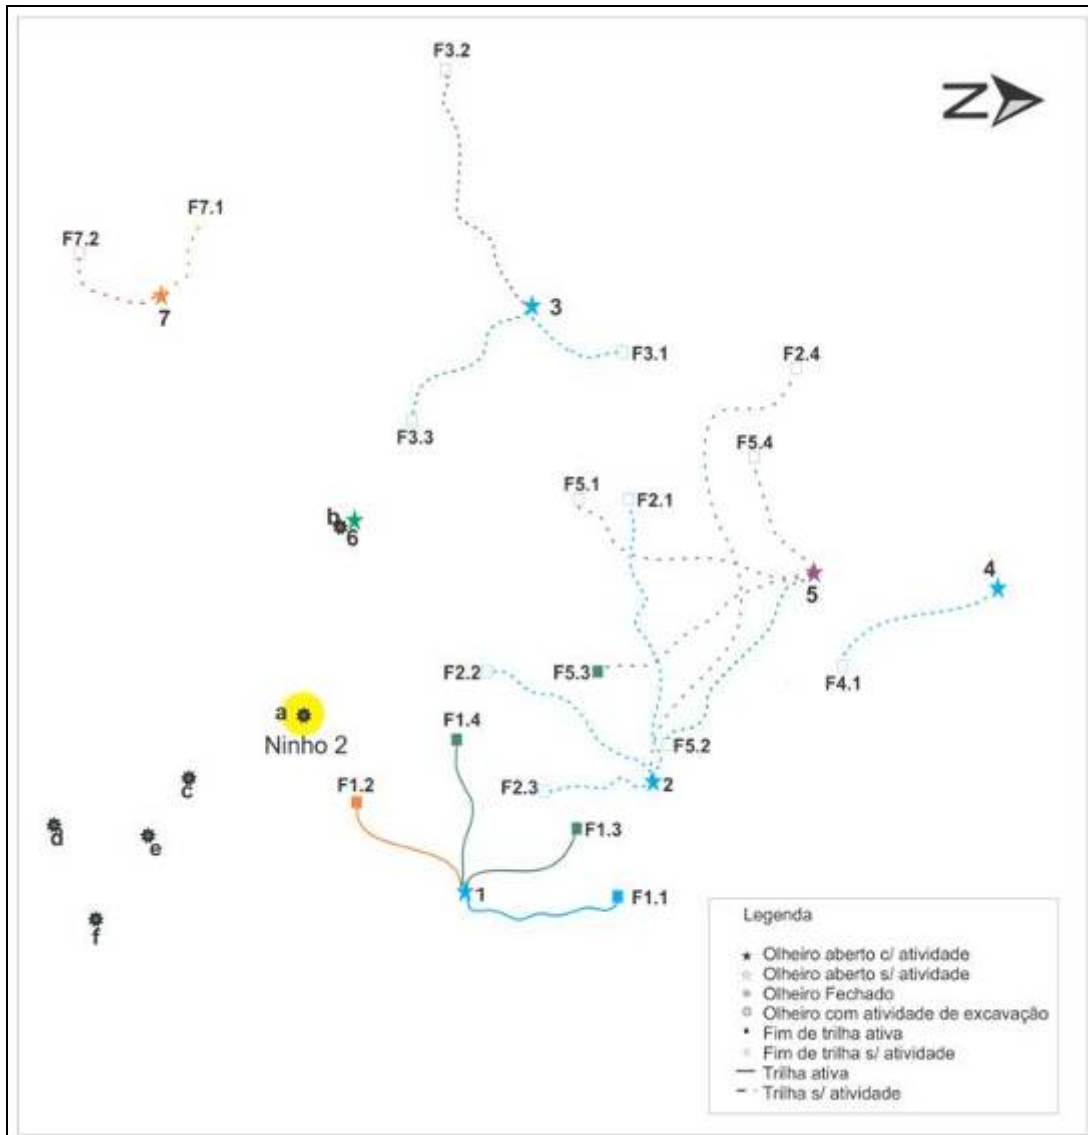 F3.2
N
F7.1
F7.2
7
3
F3.1
F2.4
F3.3
F5.4
F5.1
F2.1
b
6
4
5
F2.2
F5.3
F4.1
a
Ninho 2
F1.4
F5.2
c
F1.2
F2.3
2
d
e
F1.3
1
F1.1
f
Legenda
Olheiro aberto c/ atividade
Olheiro aberto s/ atividade
Olheiro Fechado
Olheiro com atividade de excavação
Fim de trilha ativa
Fim de trilha s/ atividade
Trilha ativa
Trilha s/ atividade